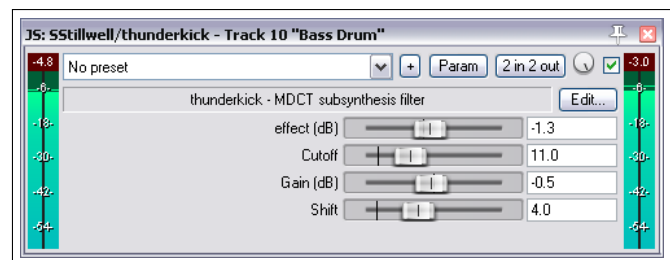 JS: SStillwell/thunderkick - Track 10 "Bass Drum"
-4.8 No preset + Param 2 in 2 out -3.0
-6- -6-
thunderkick - MDCT subsynthesis filter Edit...
-18- effect (dB) -1.3 -18-
-30- Cutoff 11.0 -30-
-42- Gain (dB) -0.5 -42-
Shift 4.0
-54- -54-